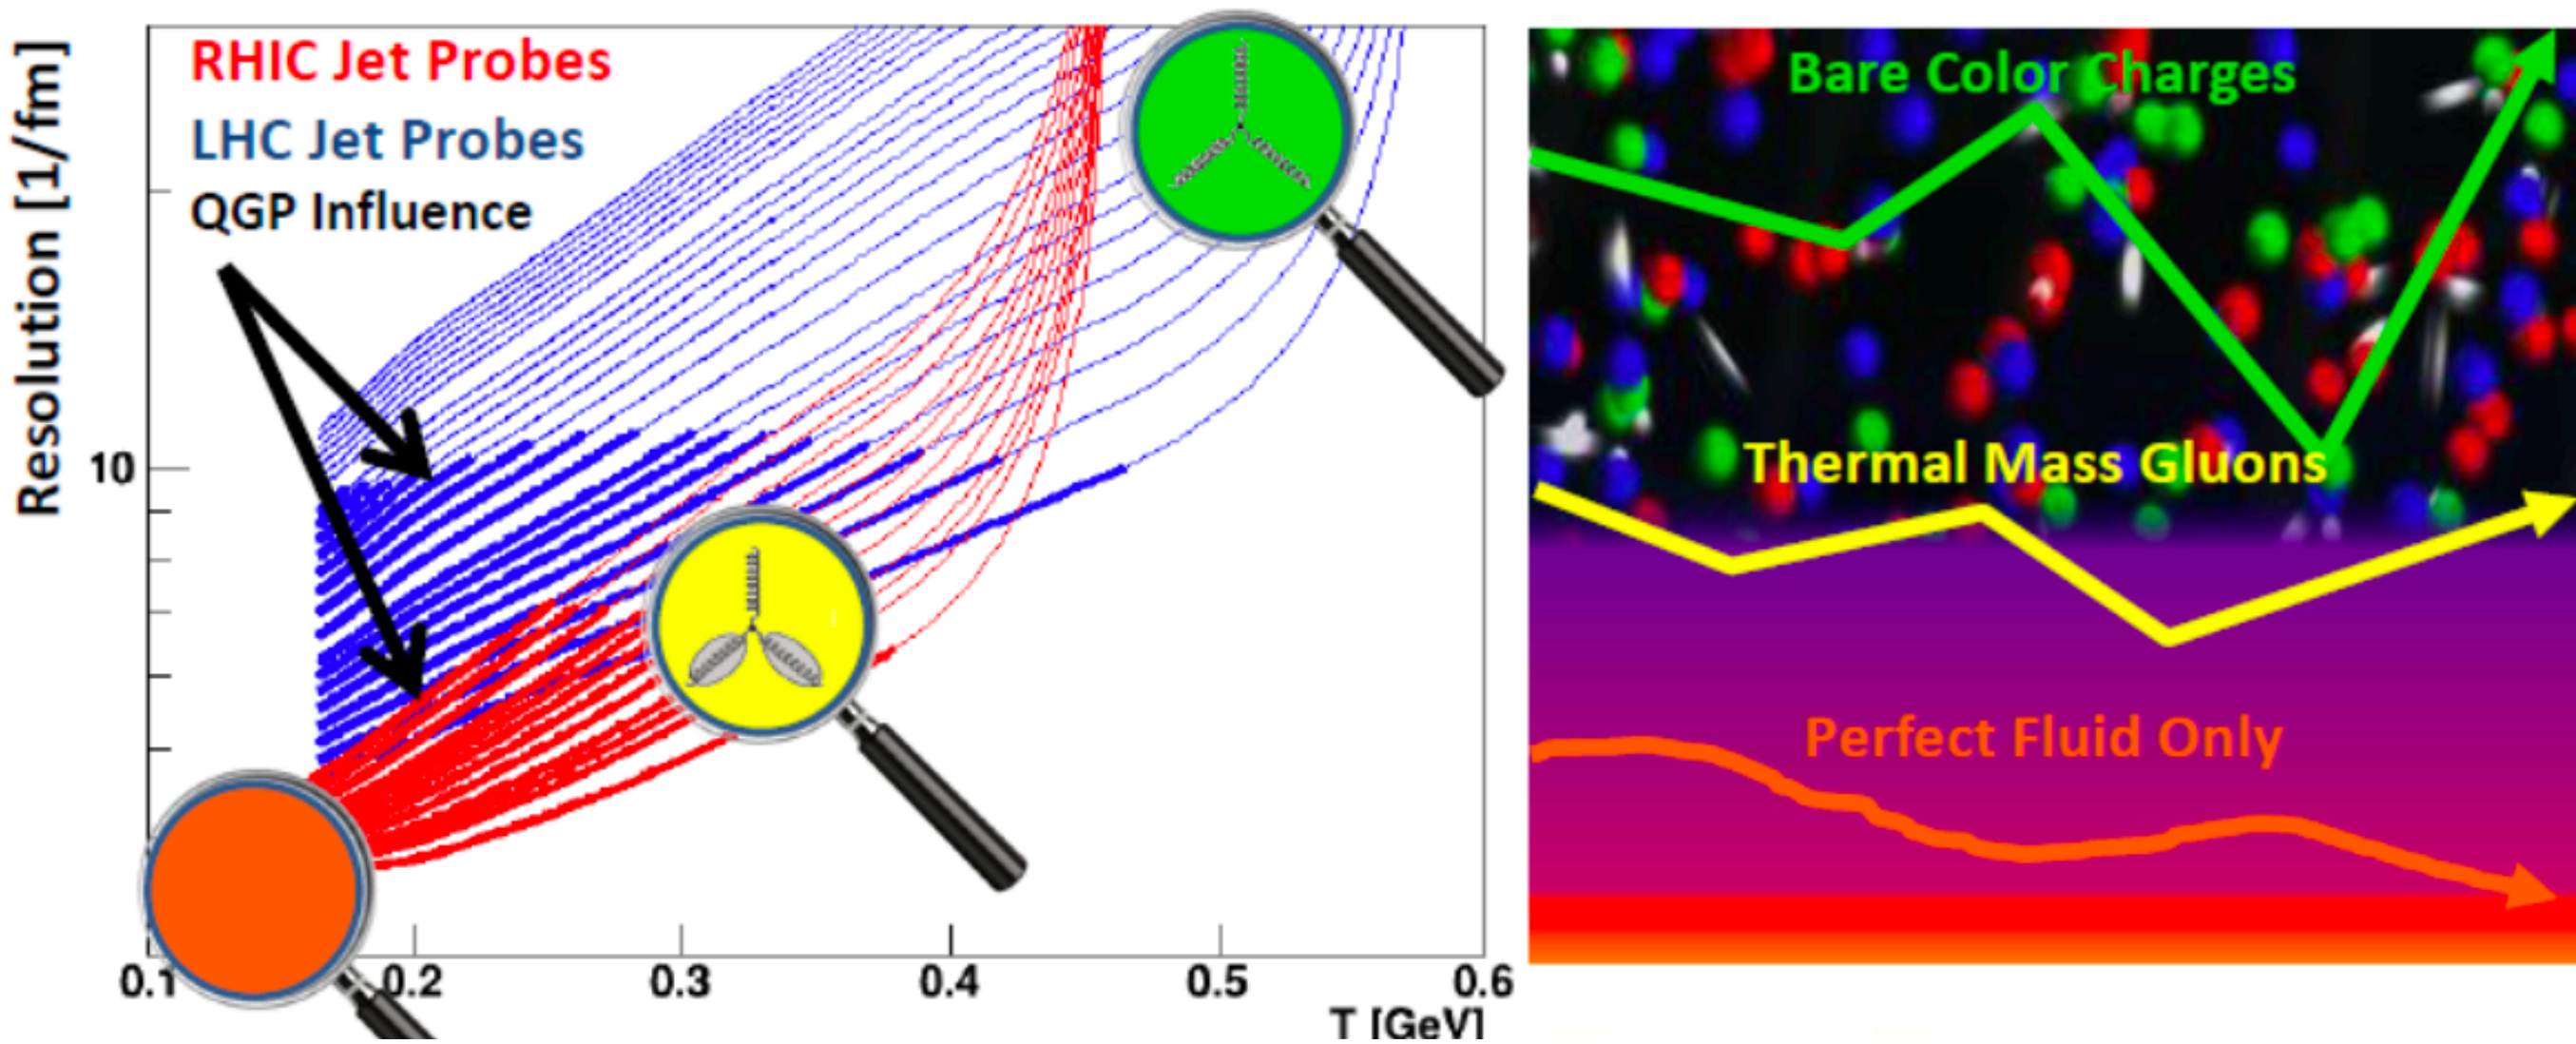 RHIC Jet Probes
LHC Jet Probes
QGP Influence
Resolution [1/fm]
10
0.1
0.2
0.3
0.4
0.5
0.6
T [GeV]
Bare Color Charges
Thermal Mass Gluons
Perfect Fluid Only